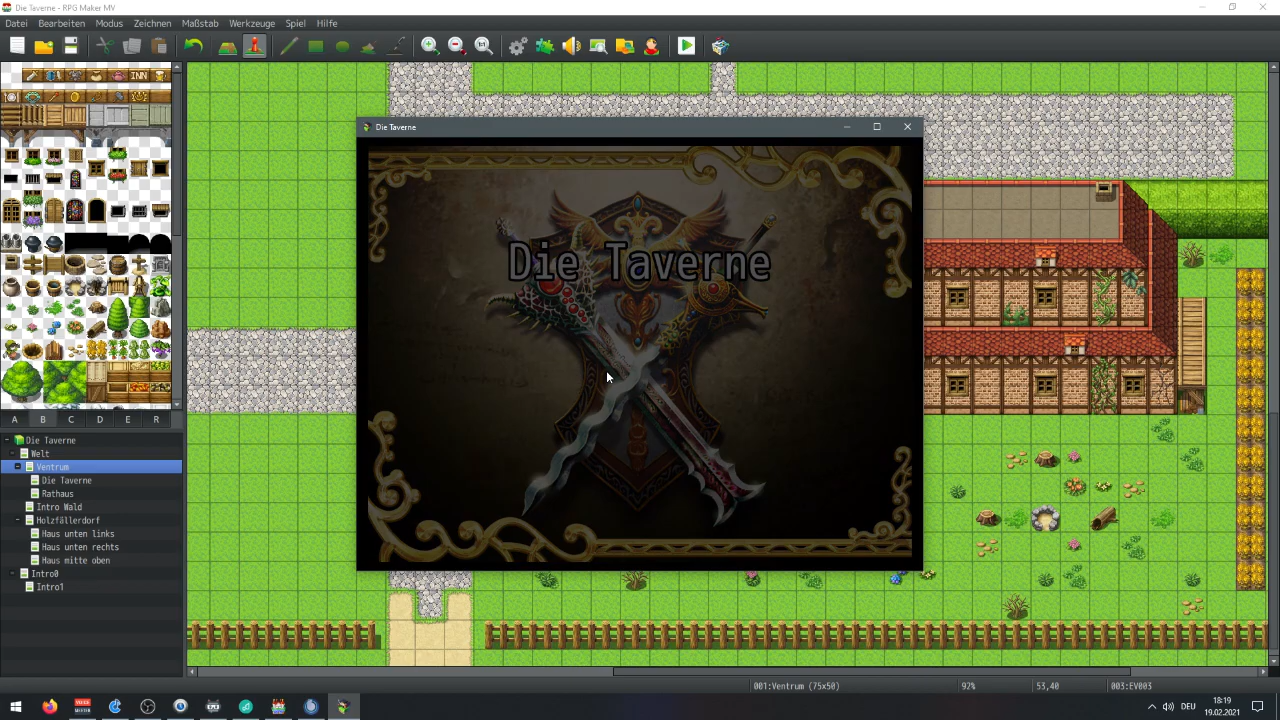 Die Taverne - RPG Maker MV
Datei Bearbeiten Modus Zeichnen Maßstab Werkzeuge Spiel Hilfe
INN
Die Taverne
Die Taverne
A B C D E R
Die Taverne
Welt
Ventrum
Die Taverne
Rathaus
Intro Wald
Holzfällerdorf
Haus unten links
Haus unten rechts
Haus mitte oben
Intro0
Intro1
001:Ventrum (75x50) 92% 53,40 003:EV003
DEU
18:19
19.02.2021